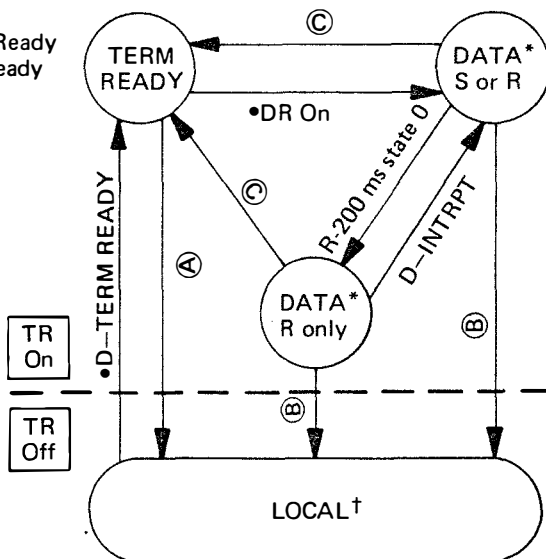 Ready
eady
TERM
READY
Ⓒ
DATA*
S or R
•DR On
R-200 ms state 0
D–INTRPT
Ⓒ
•D–TERM READY
Ⓐ
DATA*
R only
Ⓑ
TR
On
Ⓑ
TR
Off
LOCAL†